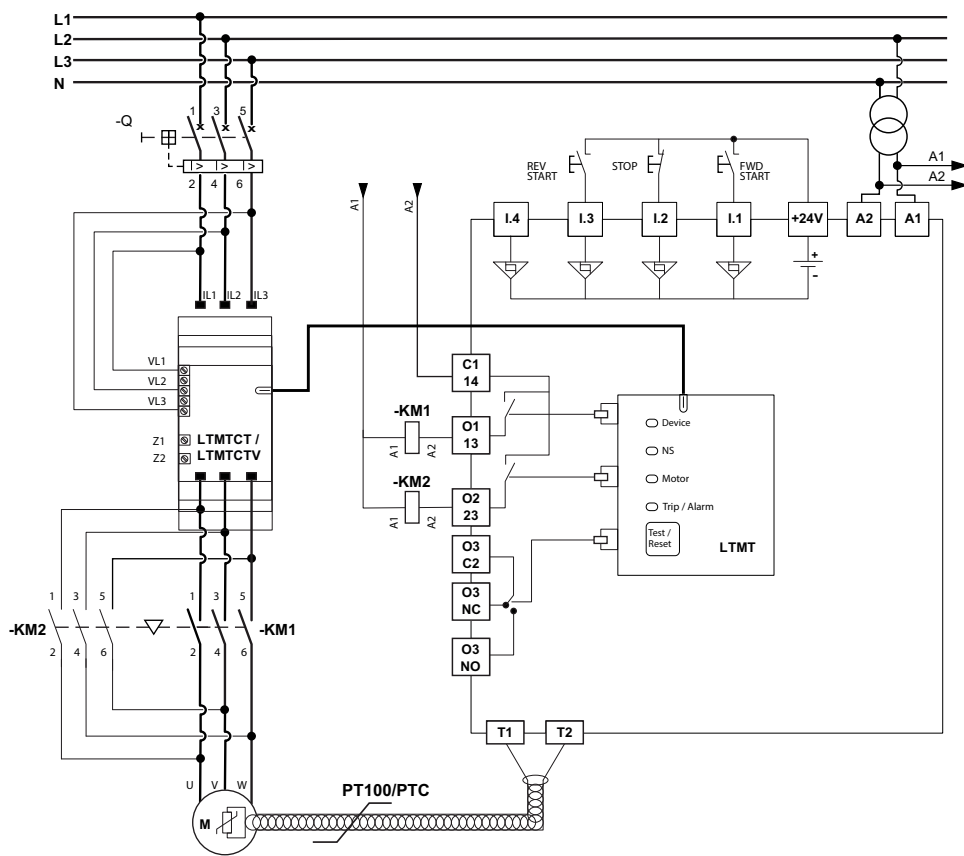 L1
L2
L3
N
-Q
1 3 5
> > >
2 4 6
A1
A2
REV
START
STOP
FWD
START
A1
A2
I.4 I.3 I.2 I.1 +24V A2 A1
+
-
IL1 IL2 IL3
VL1
VL2
VL3
Z1
Z2
LTMTCT /
LTMTCTV
C1
14
-KM1
A1 A2
O1
13
-KM2
A1 A2
O2
23
O3
C2
O3
NC
O3
NO
Device
NS
Motor
Trip / Alarm
Test /
Reset
LTMT
1 3 5
1 3 5
-KM2
-KM1
2 4 6
2 4 6
T1 T2
U V W
M
PT100/PTC